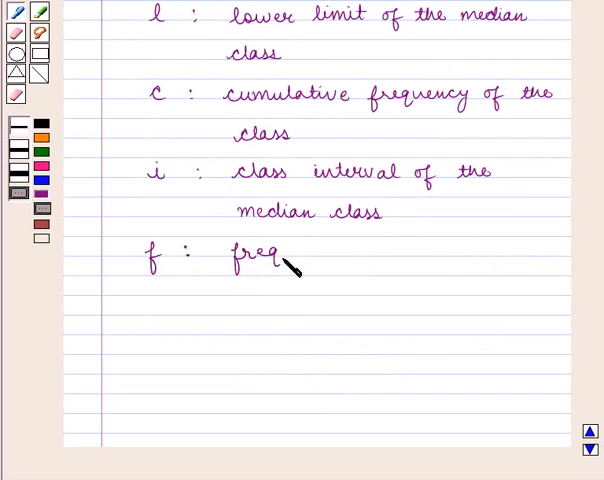 l : lower limit of the median
class
c : cumulative frequency of the
class
i : class interval of the
median class
f : freq